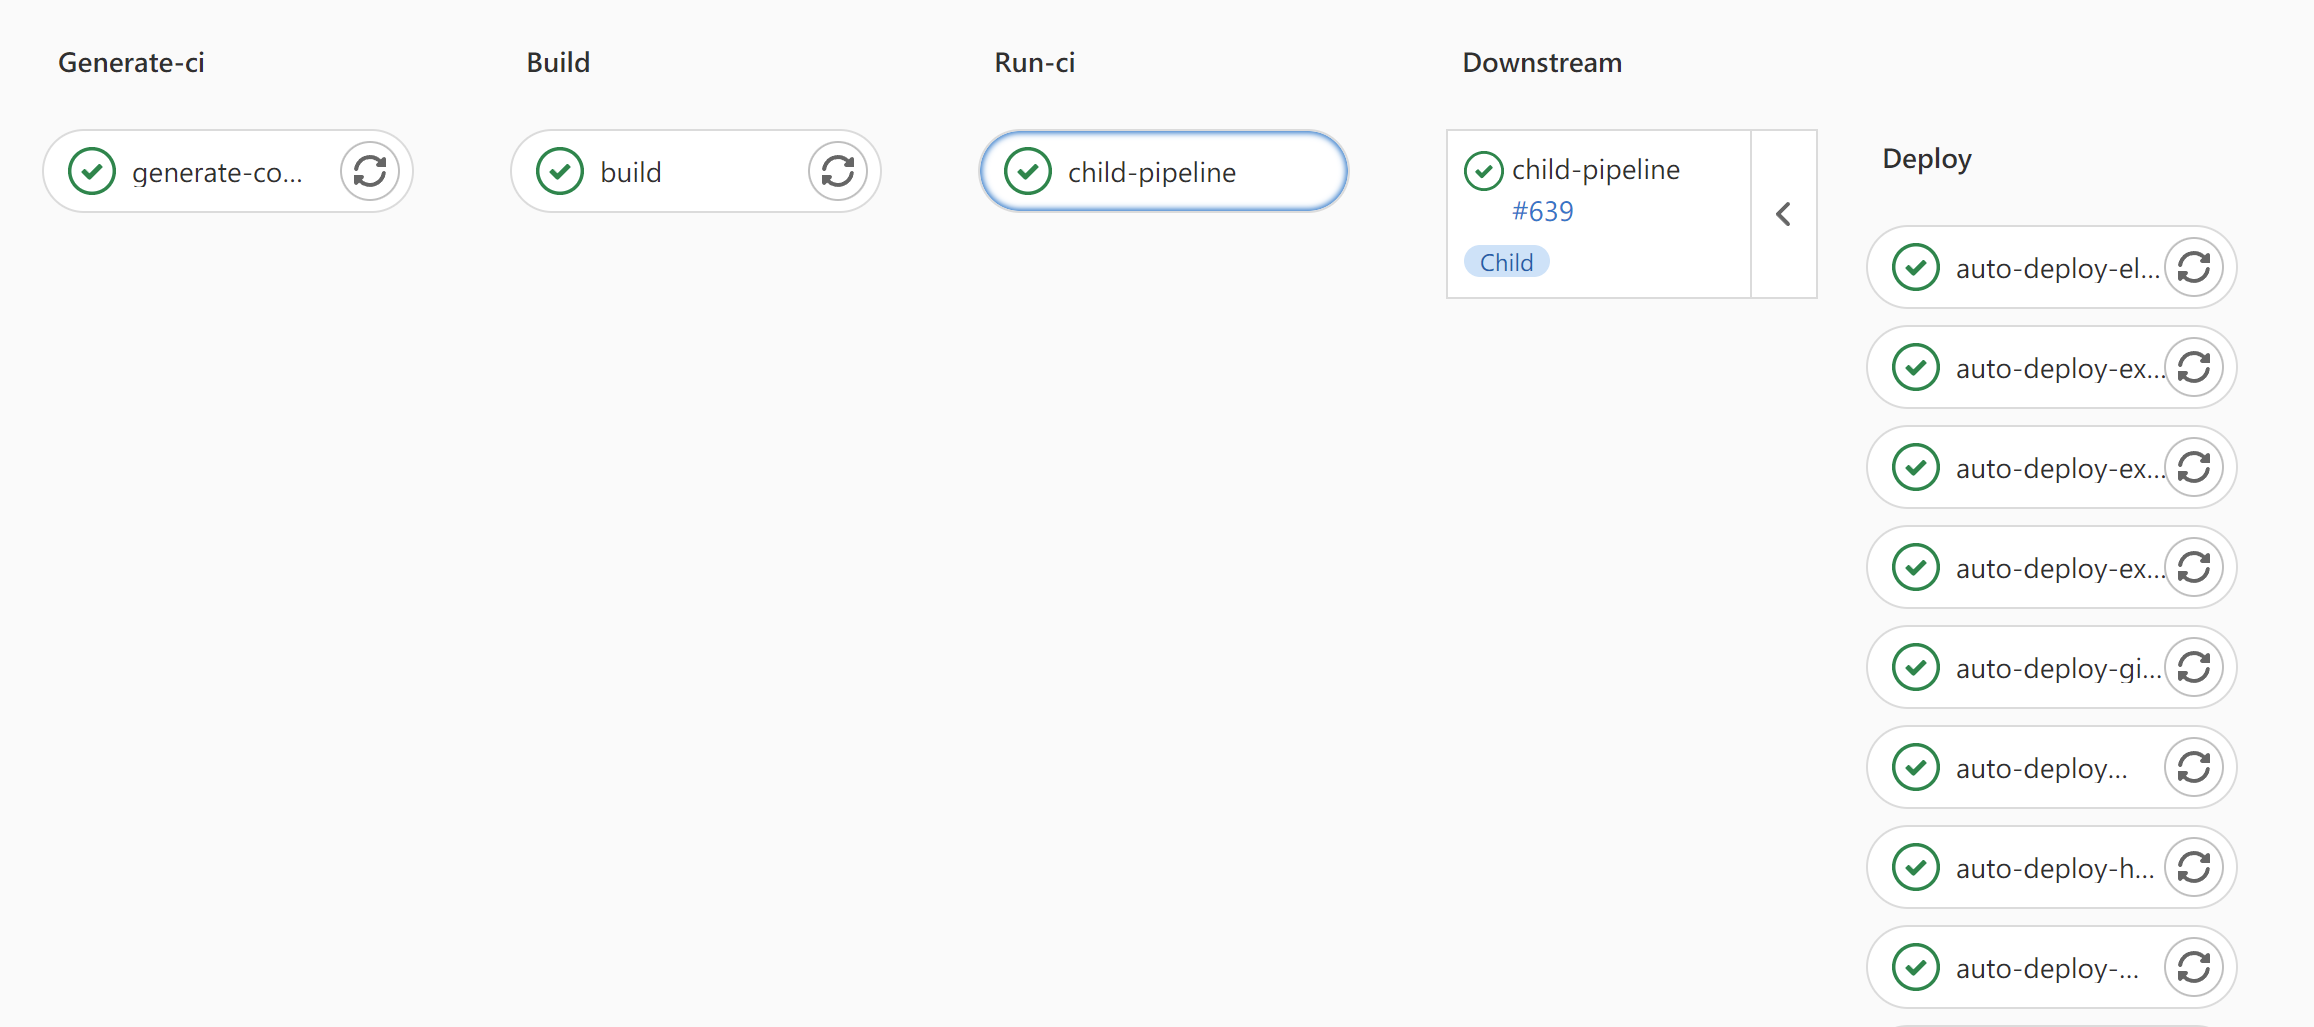 Generate-ci
generate-co...
Build
build
Run-ci
child-pipeline
Downstream
child-pipeline
#639
Child
Deploy
auto-deploy-el...
auto-deploy-ex...
auto-deploy-ex...
auto-deploy-ex...
auto-deploy-gi...
auto-deploy...
auto-deploy-h...
auto-deploy-...